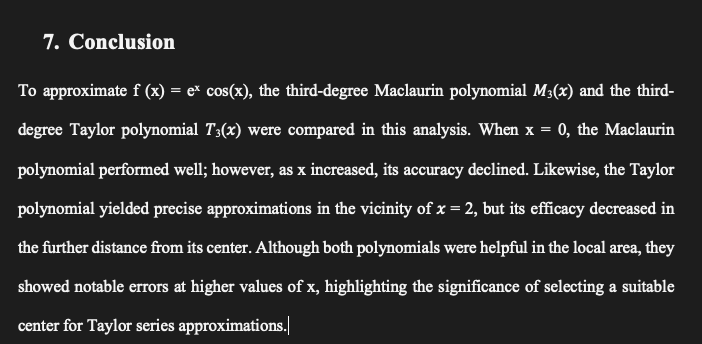 7. Conclusion
To approximate f (x) = eˣ cos(x), the third-degree Maclaurin polynomial M₃(x) and the third-
degree Taylor polynomial T₃(x) were compared in this analysis. When x = 0, the Maclaurin
polynomial performed well; however, as x increased, its accuracy declined. Likewise, the Taylor
polynomial yielded precise approximations in the vicinity of x = 2, but its efficacy decreased in
the further distance from its center. Although both polynomials were helpful in the local area, they
showed notable errors at higher values of x, highlighting the significance of selecting a suitable
center for Taylor series approximations.